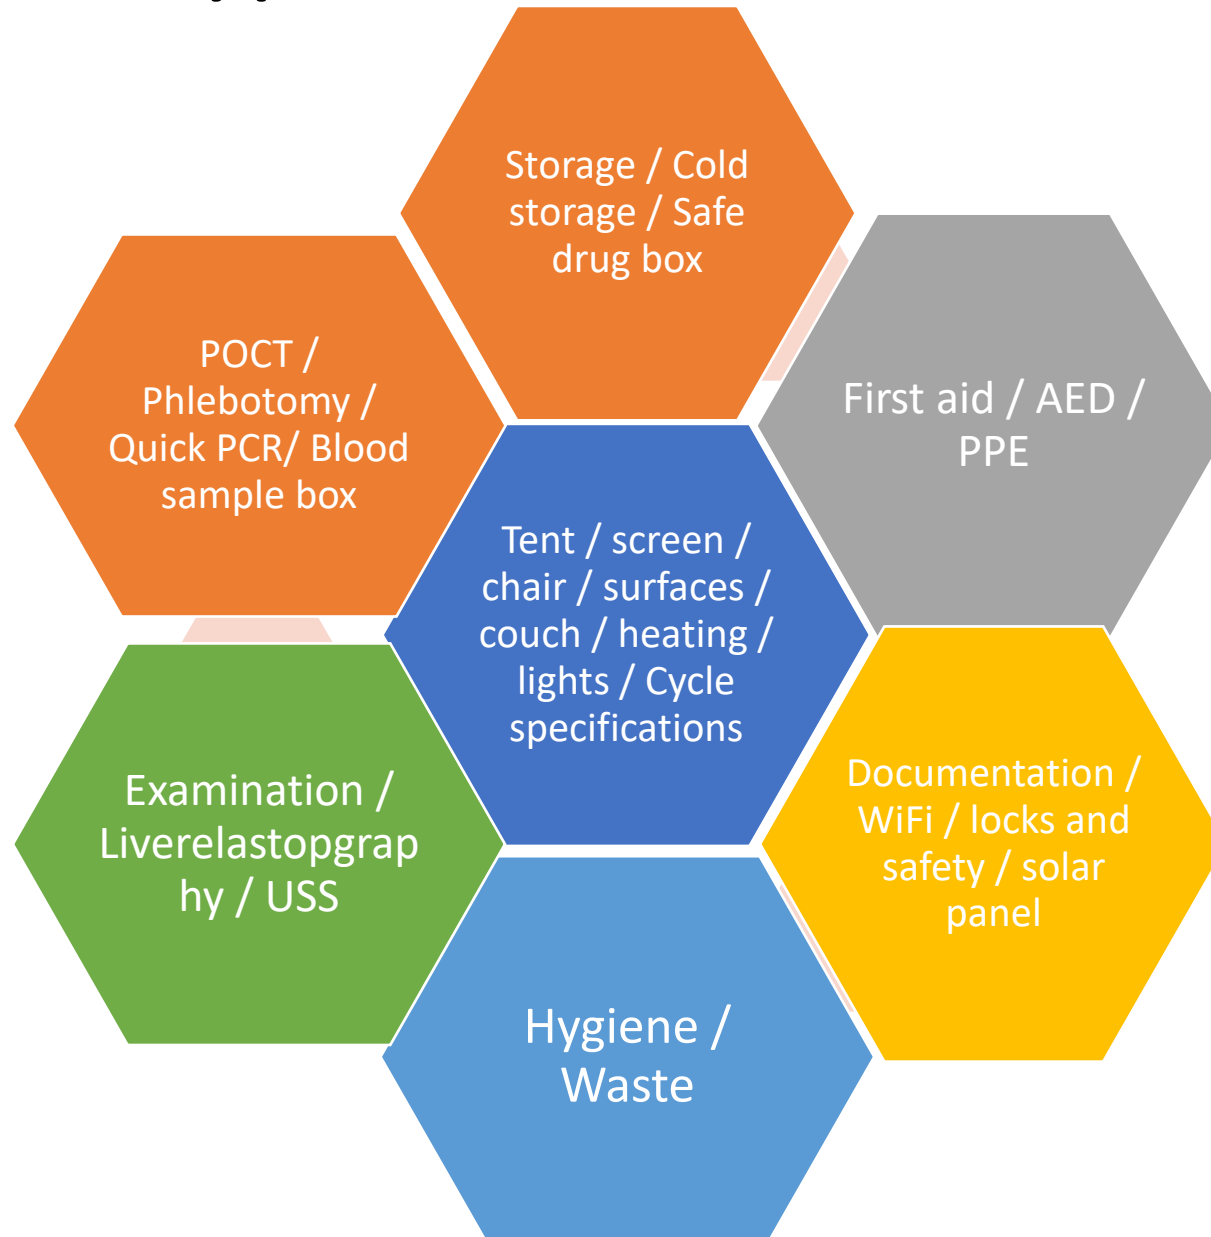 Storage / Cold
storage / Safe
drug box
POCT /
Phlebotomy /
Quick PCR/ Blood
sample box
First aid / AED /
PPE
Tent / screen /
chair / surfaces /
couch / heating /
lights / Cycle
specifications
Examination /
Liverelastopgrap
hy / USS
Documentation /
WiFi / locks and
safety / solar
panel
Hygiene /
Waste